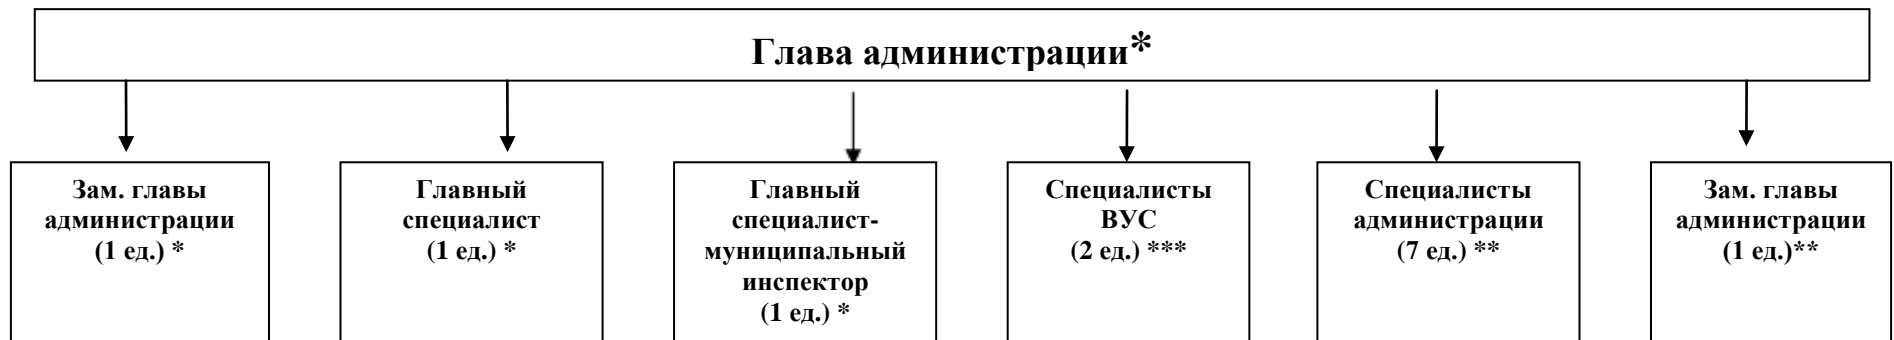 Глава администрации*
Зам. главы
администрации
(1 ед.) *
Главный
специалист
(1 ед.) *
Главный
специалист-
муниципальный
инспектор
(1 ед.) *
Специалисты
ВУС
(2 ед.) ***
Специалисты
администрации
(7 ед.) **
Зам. главы
администрации
(1 ед.)**